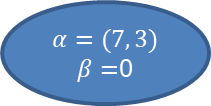 α = (7, 3)
β =0